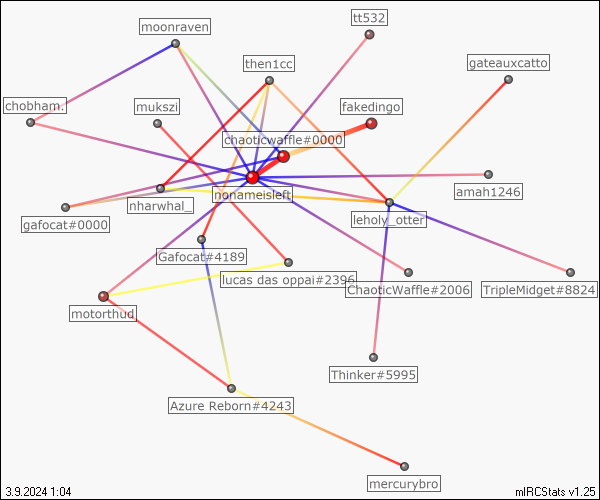 tt532
moonraven
then1cc
gateauxcatto
chobham.
mukszi
fakedingo
chaoticwaffle#0000
nonameisleft
amah1246
nharwhal_
gafocat#0000
leholy_otter
Gafocat#4189
lucas das oppai#2396
ChaoticWaffle#2006
TripleMidget#8824
motorthud
Thinker#5995
Azure Reborn#4243
mercurybro
3.9.2024 1:04
mIRCStats v1.25